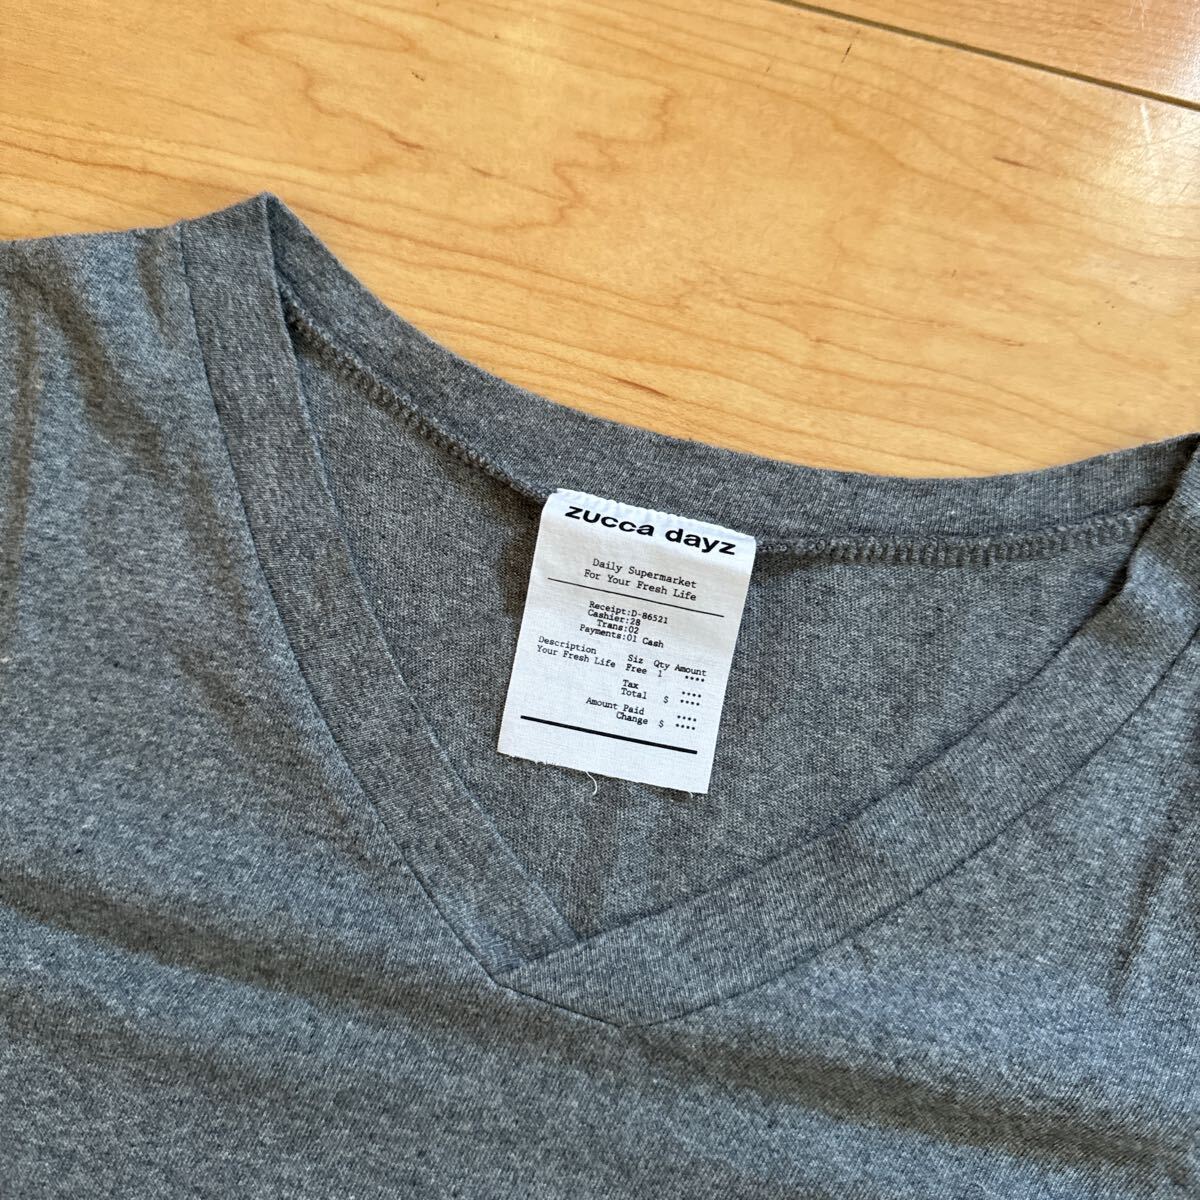 zucca dayz
Daily Supermarket
For Your Fresh Life
Receipt:D-86521
Cashier:28
Trans:02
Payments:01 Cash
Description Siz Qty Amount
Your Fresh Life Free 1 ****
Tax ****
Total $ ****
Amount Paid ****
Change $ ****